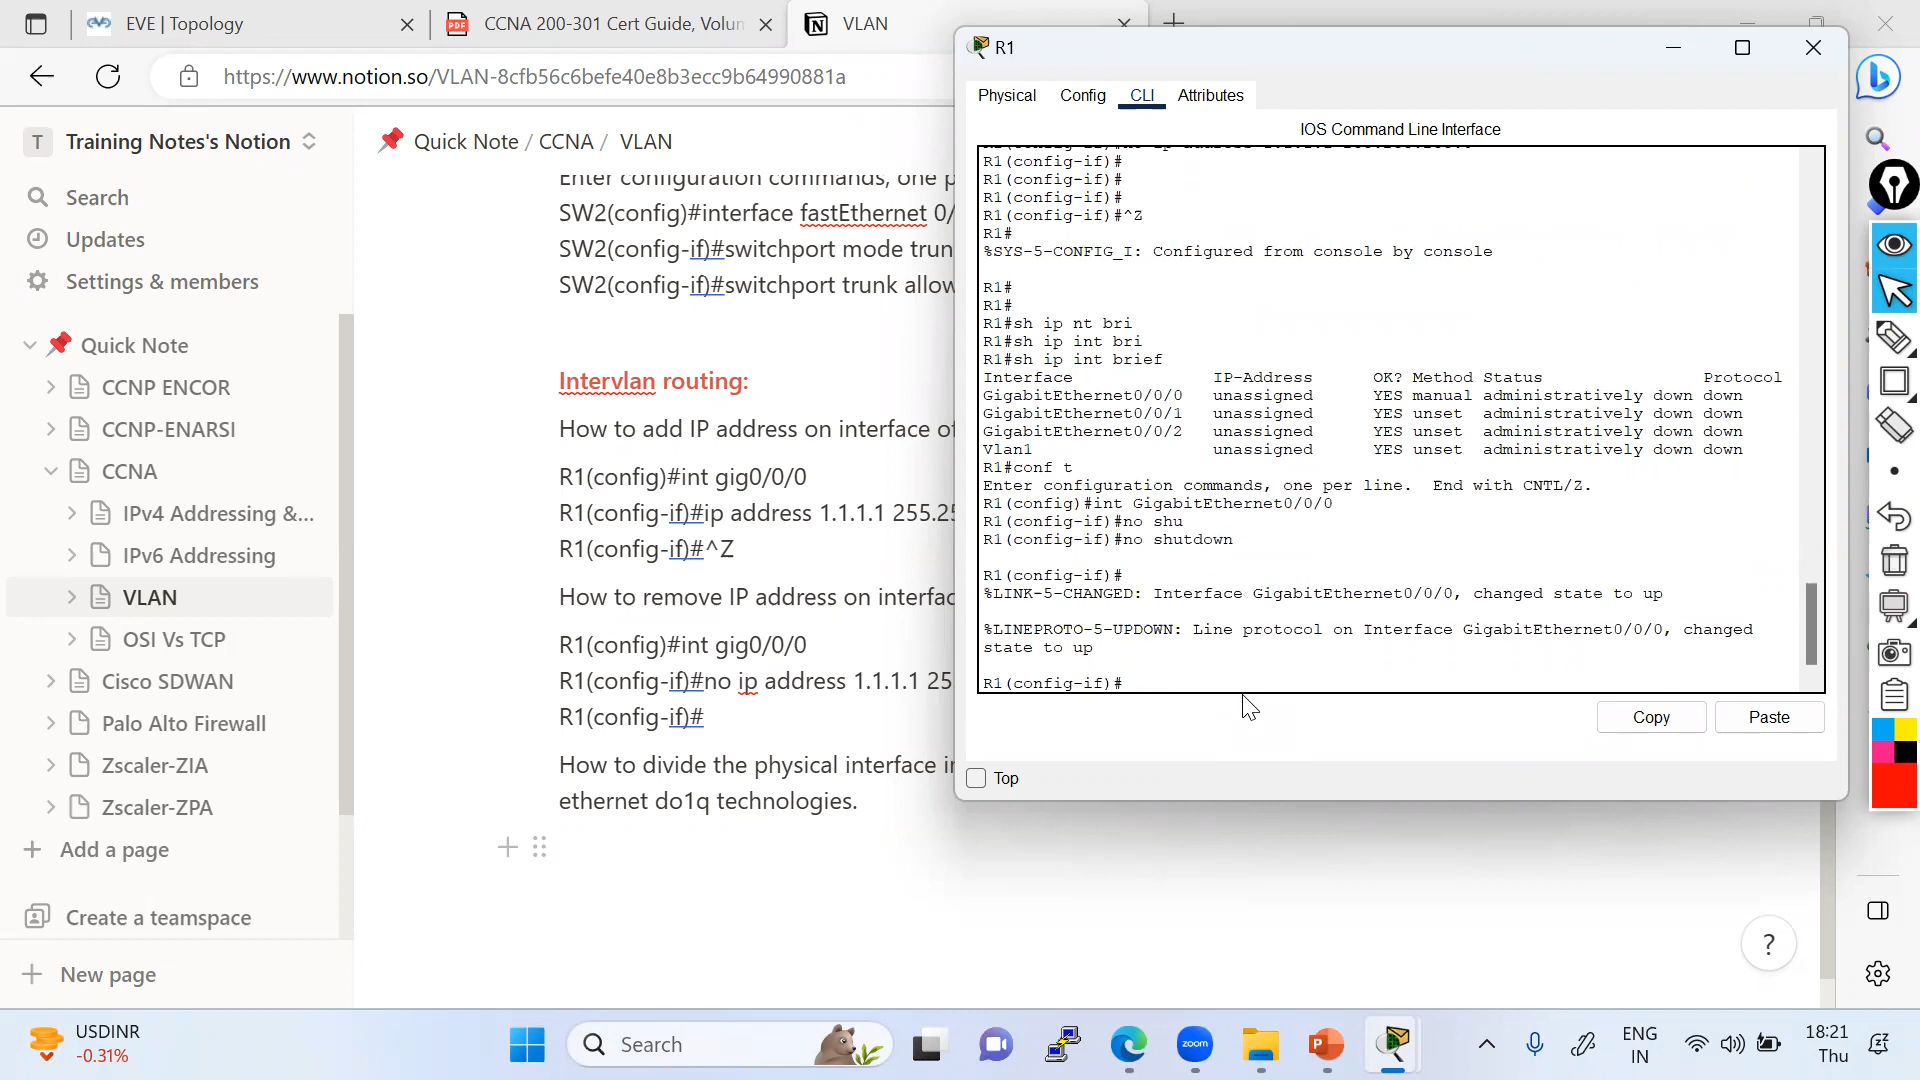 EVE | Topology
CCNA 200-301 Cert Guide, Volum
VLAN
https://www.notion.so/VLAN-8cfb56c6befe40e8b3ecc9b64990881a
T Training Notes's Notion
Search
Updates
Settings & members
Quick Note
CCNP ENCOR
CCNP-ENARSI
CCNA
IPv4 Addressing &...
IPv6 Addressing
VLAN
OSI Vs TCP
Cisco SDWAN
Palo Alto Firewall
Zscaler-ZIA
Zscaler-ZPA
Add a page
Create a teamspace
New page
Quick Note / CCNA / VLAN
Enter configuration commands, one p
SW2(config)#interface fastEthernet 0/
SW2(config-if)#switchport mode trun
SW2(config-if)#switchport trunk allow
Intervlan routing:
How to add IP address on interface of
R1(config)#int gig0/0/0
R1(config-if)#ip address 1.1.1.1 255.25
R1(config-if)#^Z
How to remove IP address on interfac
R1(config)#int gig0/0/0
R1(config-if)#no ip address 1.1.1.1 25
R1(config-if)#
How to divide the physical interface in
ethernet do1q technologies.
R1
Physical Config CLI Attributes
IOS Command Line Interface
R1(config-if)#
R1(config-if)#
R1(config-if)#
R1(config-if)#^Z
R1#
%SYS-5-CONFIG_I: Configured from console by console
R1#
R1#
R1#sh ip nt bri
R1#sh ip int bri
R1#sh ip int brief
Interface IP-Address OK? Method Status Protocol
GigabitEthernet0/0/0 unassigned YES manual administratively down down
GigabitEthernet0/0/1 unassigned YES unset administratively down down
GigabitEthernet0/0/2 unassigned YES unset administratively down down
Vlan1 unassigned YES unset administratively down down
R1#conf t
Enter configuration commands, one per line. End with CNTL/Z.
R1(config)#int GigabitEthernet0/0/0
R1(config-if)#no shu
R1(config-if)#no shutdown
R1(config-if)#
%LINK-5-CHANGED: Interface GigabitEthernet0/0/0, changed state to up
%LINEPROTO-5-UPDOWN: Line protocol on Interface GigabitEthernet0/0/0, changed
state to up
R1(config-if)#
Copy Paste
Top
?
USDINR
-0.31%
Search
zoom
ENG
IN
18:21
Thu